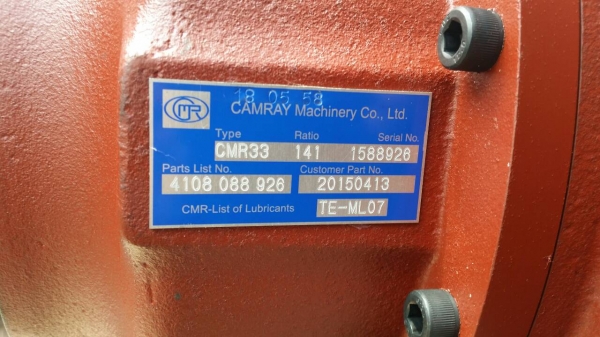 18 05 58
CMR CAMRAY Machinery Co., Ltd.
Type Ratio Serial No.
CMR33 141 1588926
Parts List No. Customer Part No.
4108 088 926 20150413
CMR-List of Lubricants TE-ML07